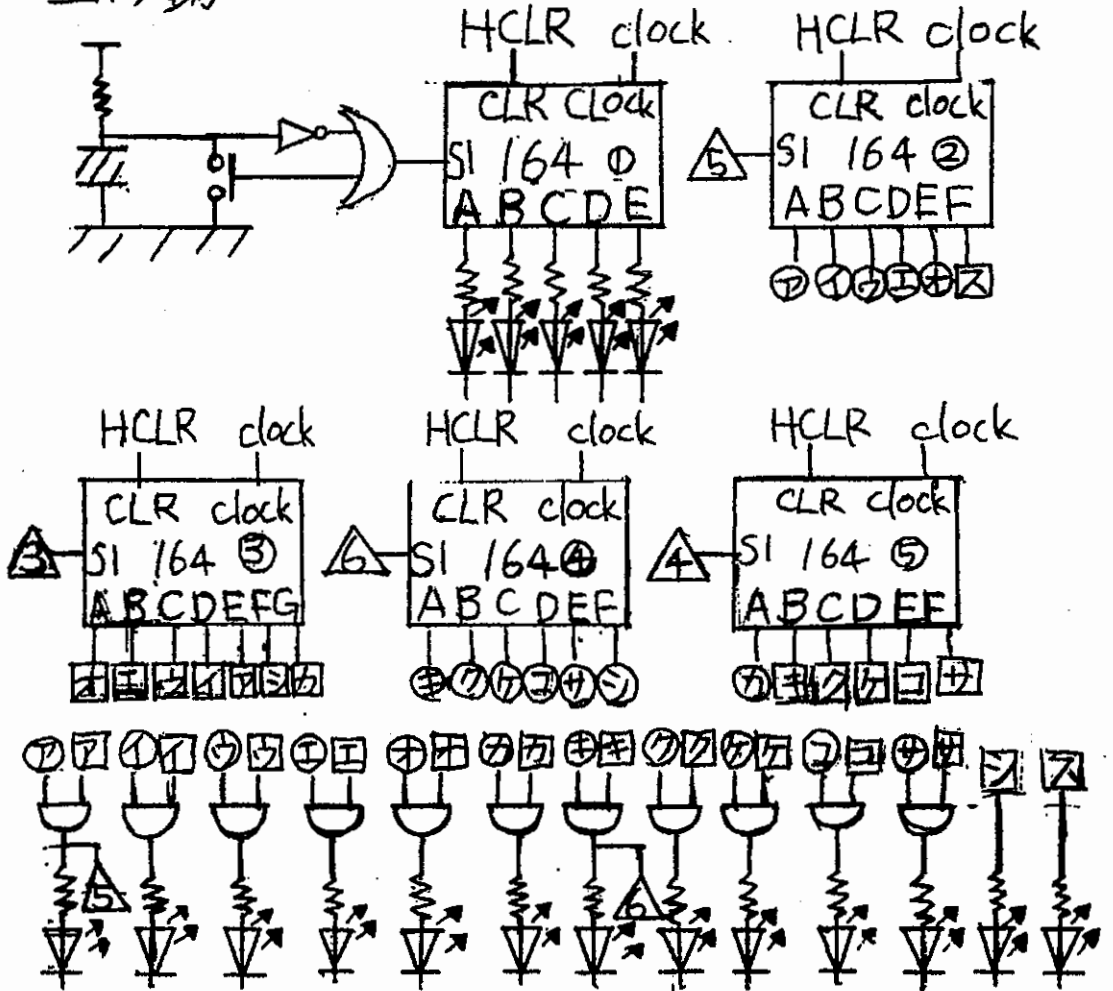 HCLR clock HCLR clock
CLR CLock CLR clock
SI 164 ① 5 SI 164 ②
A B C D E A B C D E F
㋐ ㋑ ㋒ ㋓ ㋔ ス
HCLR clock HCLR clock HCLR clock
CLR clock CLR clock CLR clock
3 SI 164 ③ 6 SI 164 ④ 4 SI 164 ⑤
A B C D E F G A B C D E F A B C D E F
オ エ ウ イ ア シ カ ㋖ ㋗ ㋘ ㋙ ㋚ ㋛ ㋕ キ ク ケ コ サ
㋐ ア ㋑ イ ㋒ ウ ㋓ エ ㋔ オ ㋕ カ ㋖ キ ㋗ ク ㋘ ケ ㋙ コ ㋚ サ シ ス
5 6